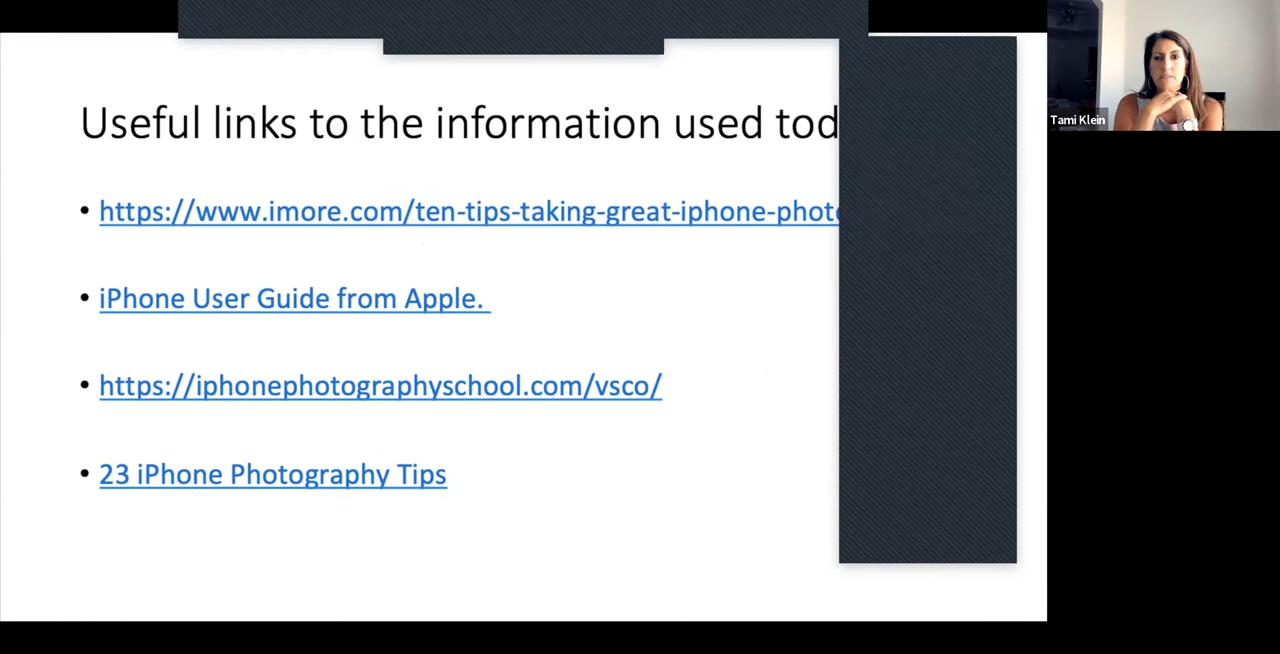 Useful links to the information used tod
https://www.imore.com/ten-tips-taking-great-iphone-phot
iPhone User Guide from Apple.
https://iphonephotographyschool.com/vsco/
23 iPhone Photography Tips
Tami Klein